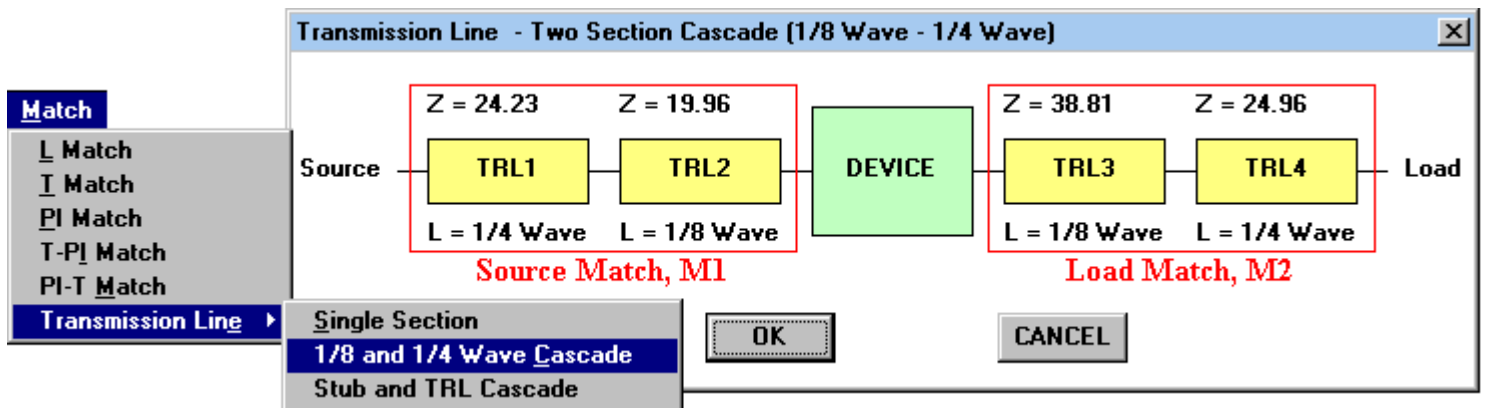 Match
L Match
T Match
PI Match
T-PI Match
PI-T Match
Transmission Line
Single Section
1/8 and 1/4 Wave Cascade
Stub and TRL Cascade
Transmission Line - Two Section Cascade (1/8 Wave - 1/4 Wave)
Z = 24.23 Z = 19.96 Z = 38.81 Z = 24.96
Source TRL1 TRL2 DEVICE TRL3 TRL4 Load
L = 1/4 Wave L = 1/8 Wave L = 1/8 Wave L = 1/4 Wave
Source Match, M1 Load Match, M2
OK CANCEL